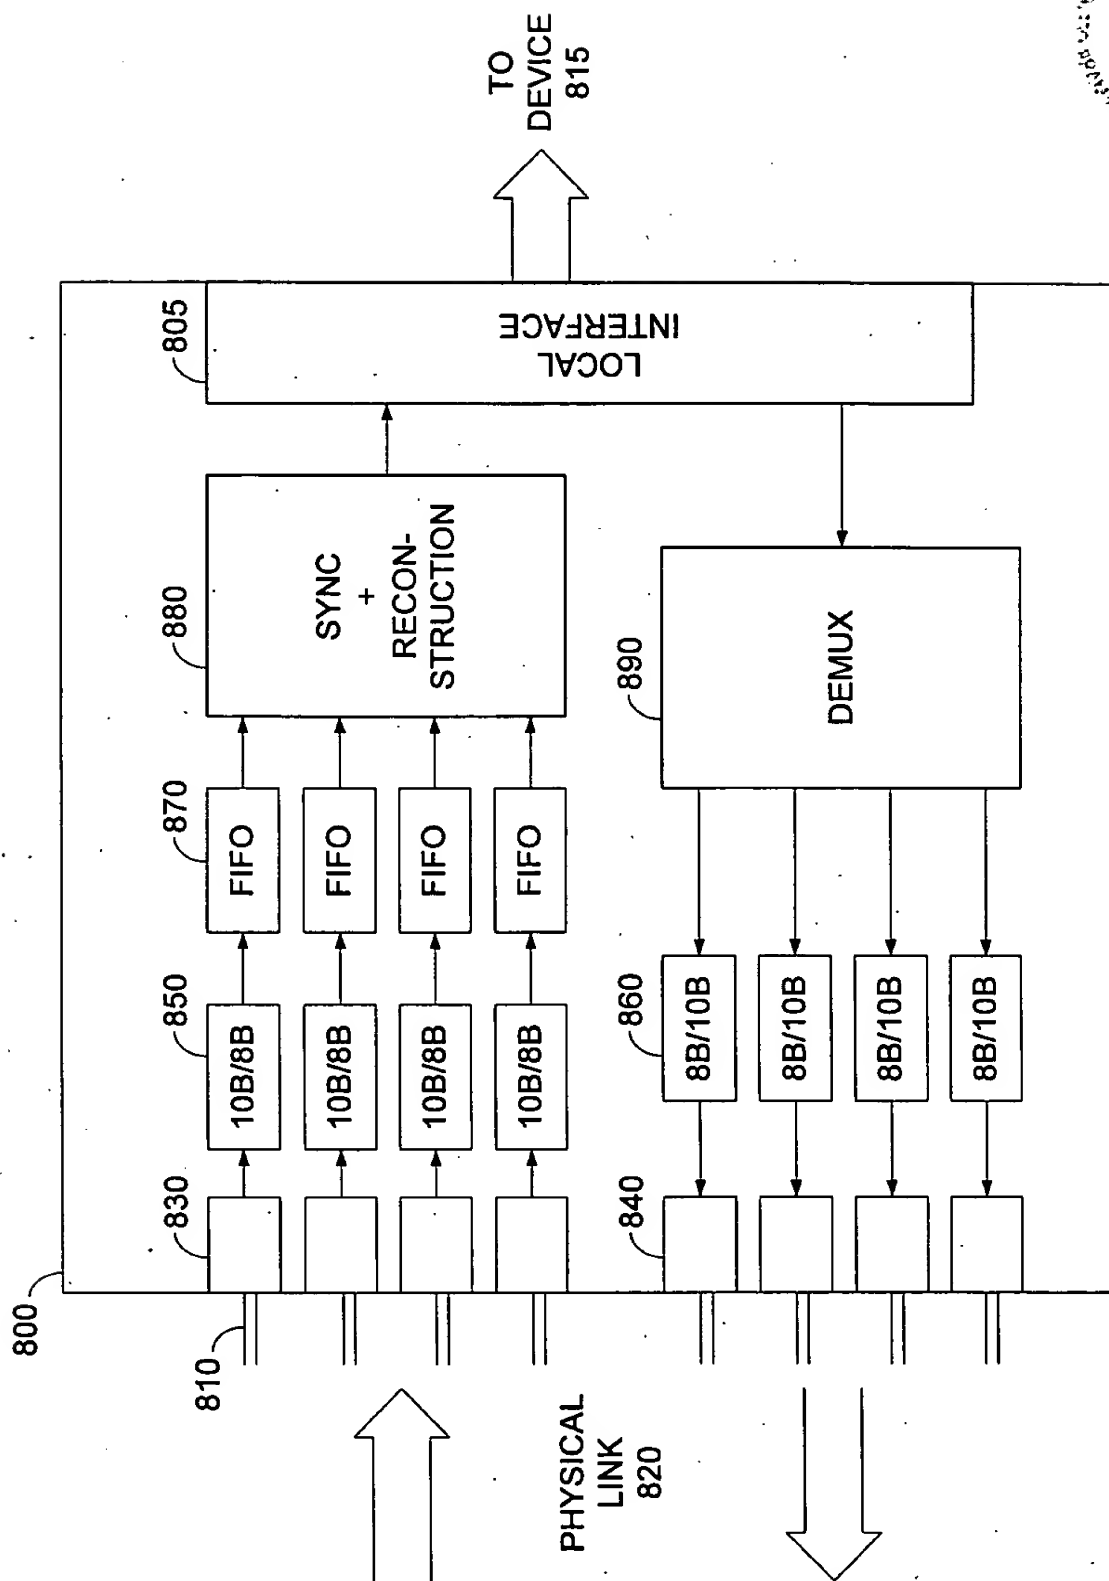 800
810
PHYSICAL
LINK
820
830
850
870
880
805
10B/8B
FIFO
10B/8B
FIFO
10B/8B
FIFO
10B/8B
FIFO
SYNC
+
RECON-
STRUCTION
LOCAL
INTERFACE
TO
DEVICE
815
840
860
890
8B/10B
8B/10B
8B/10B
8B/10B
DEMUX